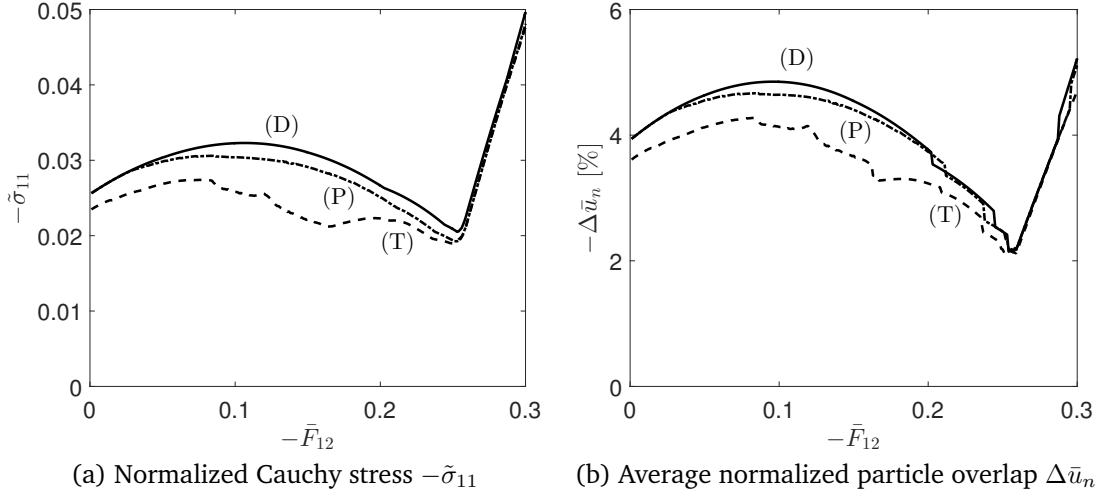 0.05
0.04
0.03
0.02
0.01
0
−σ̃₁₁
(D)
(P)
(T)
0 0.1 0.2 0.3
−F̄₁₂
(a) Normalized Cauchy stress −σ̃₁₁
6
4
2
0
−Δūₙ [%]
(D)
(P)
(T)
0 0.1 0.2 0.3
−F̄₁₂
(b) Average normalized particle overlap Δūₙ